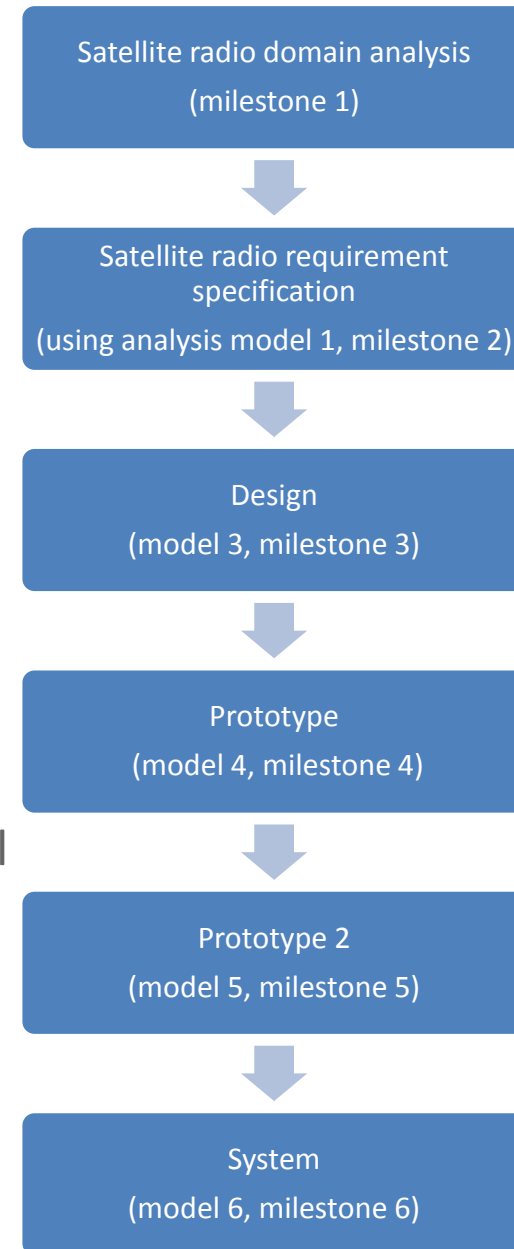 Satellite radio domain analysis
(milestone 1)
Satellite radio requirement
specification
(using analysis model 1, milestone 2)
Design
(model 3, milestone 3)
Prototype
(model 4, milestone 4)
Prototype 2
(model 5, milestone 5)
System
(model 6, milestone 6)